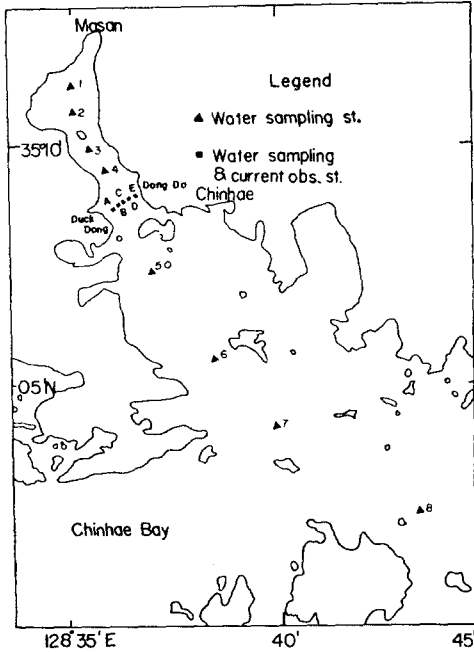 Masan
Legend
▲ Water sampling st.
■ Water sampling
& current obs. st.
1
2
35°10'
3
4
C E
A
B D
Dong Do
Chinhae
Duck
Dong
5
6
05'N
7
8
Chinhae Bay
128°35' E
40'
45'